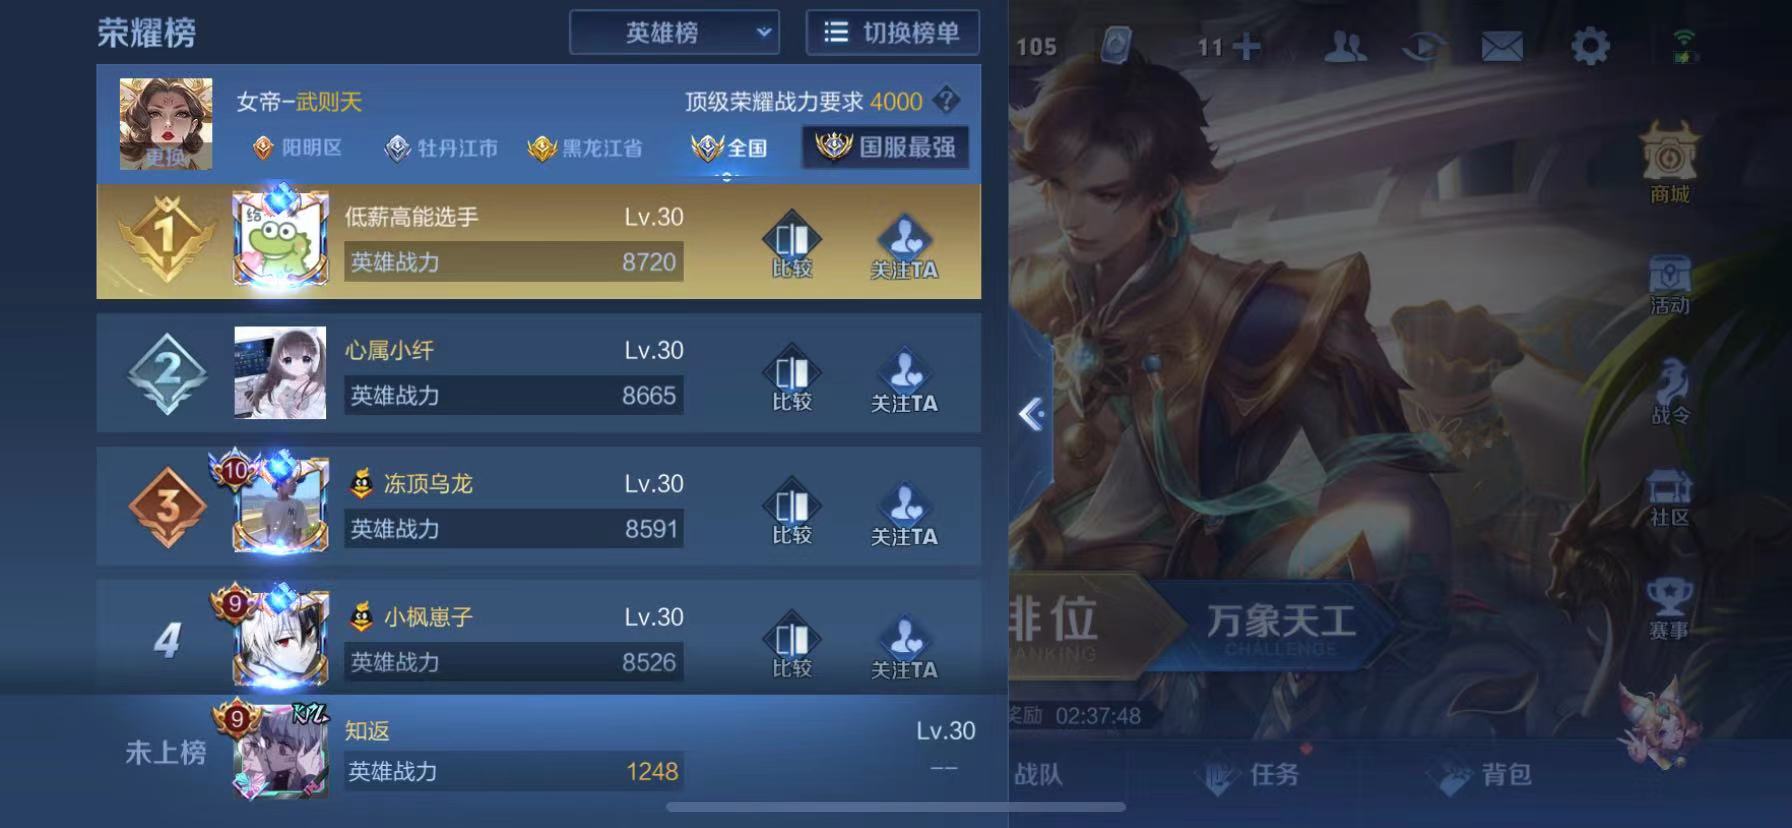 荣耀榜
英雄榜
切换榜单
女帝-武则天
顶级荣耀战力要求 4000 ?
更换
阳明区
牡丹江市
黑龙江省
全国
国服最强
1
给
低薪高能选手
Lv.30
英雄战力
8720
比较
关注TA
2
心属小纤
Lv.30
英雄战力
8665
比较
关注TA
3
10
冻顶乌龙
Lv.30
英雄战力
8591
比较
关注TA
4
9
小枫崽子
Lv.30
英雄战力
8526
比较
关注TA
未上榜
9
KPL
知返
Lv.30
英雄战力
1248
--
105
11
商城
活动
战令
社区
赛事
排位
RANKING
万象天工
CHALLENGE
奖励 02:37:48
战队
任务
背包